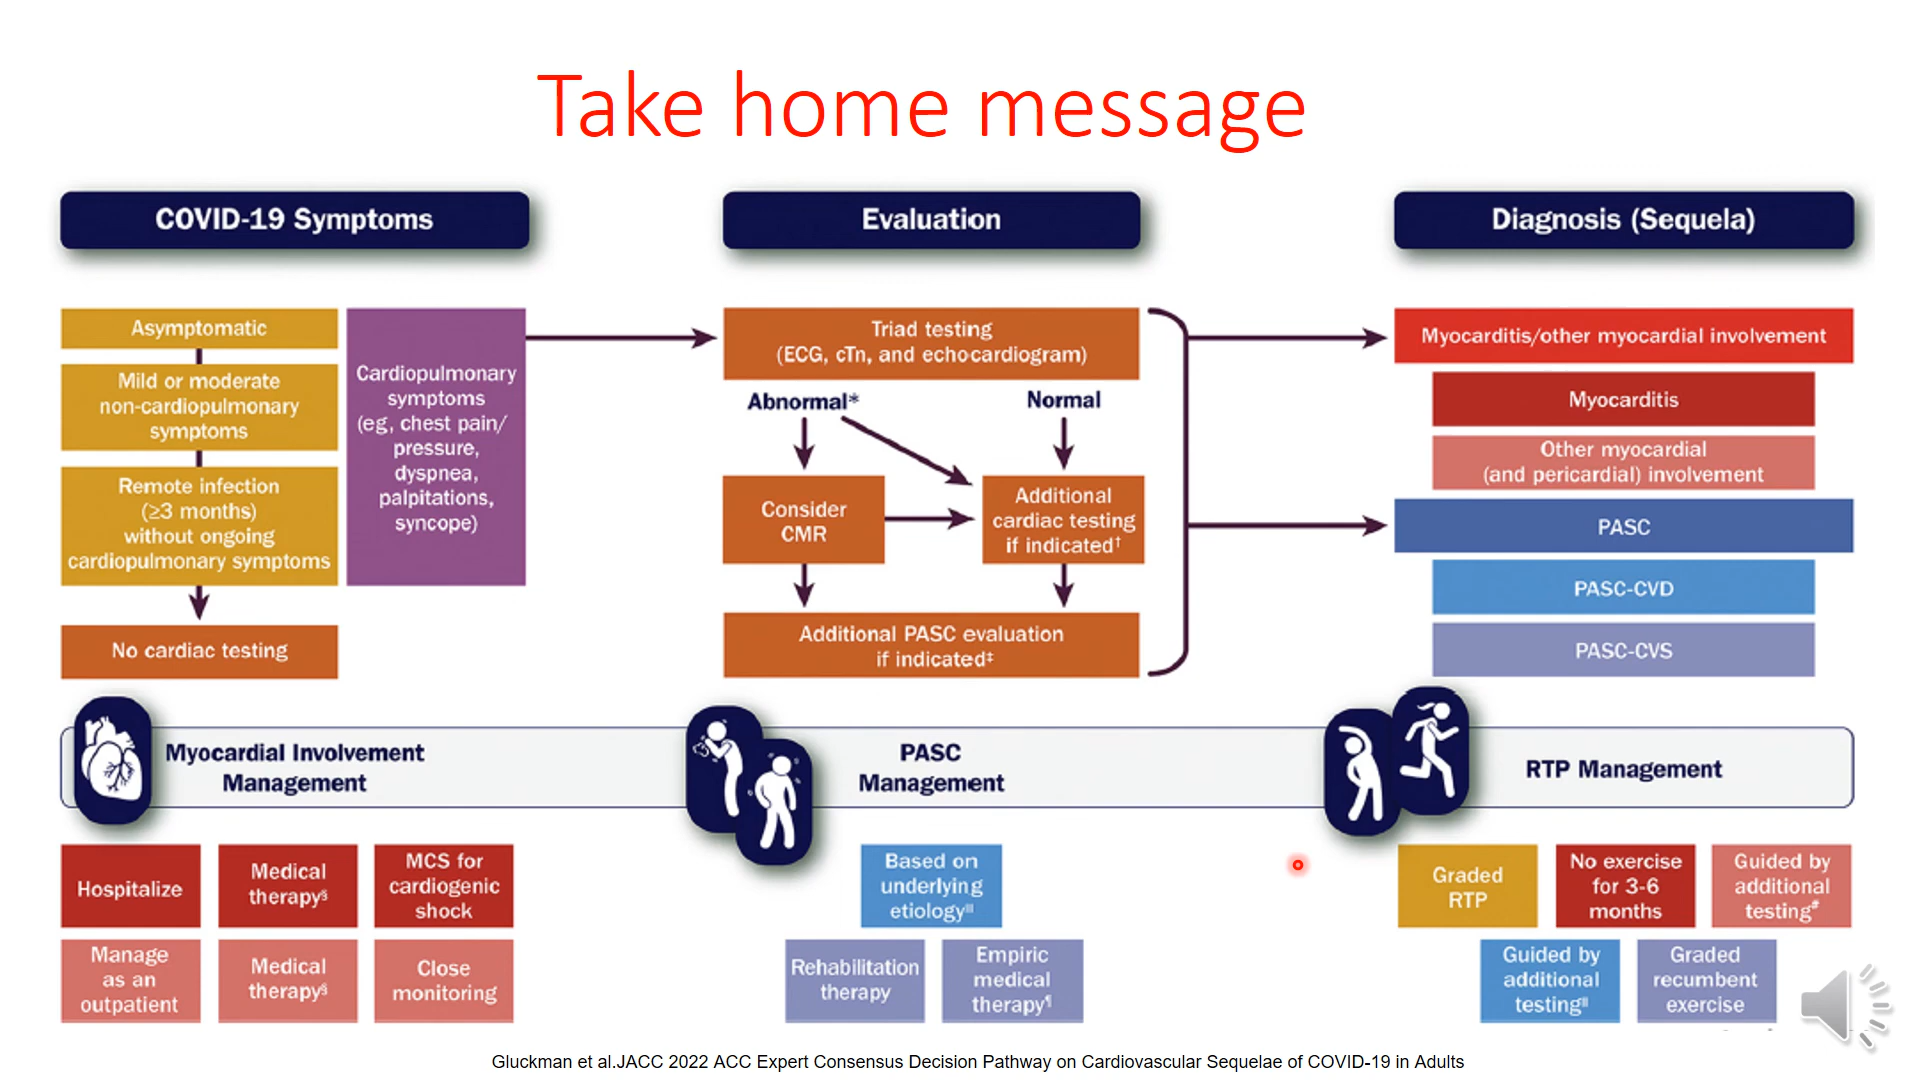 Take home message
COVID-19 Symptoms
Evaluation
Diagnosis (Sequela)
Asymptomatic
Mild or moderate
non-cardiopulmonary
symptoms
Remote infection
(≥3 months)
without ongoing
cardiopulmonary symptoms
No cardiac testing
Cardiopulmonary
symptoms
(eg, chest pain/
pressure,
dyspnea,
palpitations,
syncope)
Triad testing
(ECG, cTn, and echocardiogram)
Abnormal*
Normal
Consider
CMR
Additional
cardiac testing
if indicated†
Additional PASC evaluation
if indicated‡
Myocarditis/other myocardial involvement
Myocarditis
Other myocardial
(and pericardial) involvement
PASC
PASC-CVD
PASC-CVS
Myocardial Involvement
Management
PASC
Management
RTP Management
Hospitalize
Medical
therapy§
MCS for
cardiogenic
shock
Manage
as an
outpatient
Medical
therapy§
Close
monitoring
Based on
underlying
etiology||
Rehabilitation
therapy
Empiric
medical
therapy¶
Graded
RTP
No exercise
for 3-6
months
Guided by
additional
testing#
Guided by
additional
testing||
Graded
recumbent
exercise
Gluckman et al.JACC 2022 ACC Expert Consensus Decision Pathway on Cardiovascular Sequelae of COVID-19 in Adults